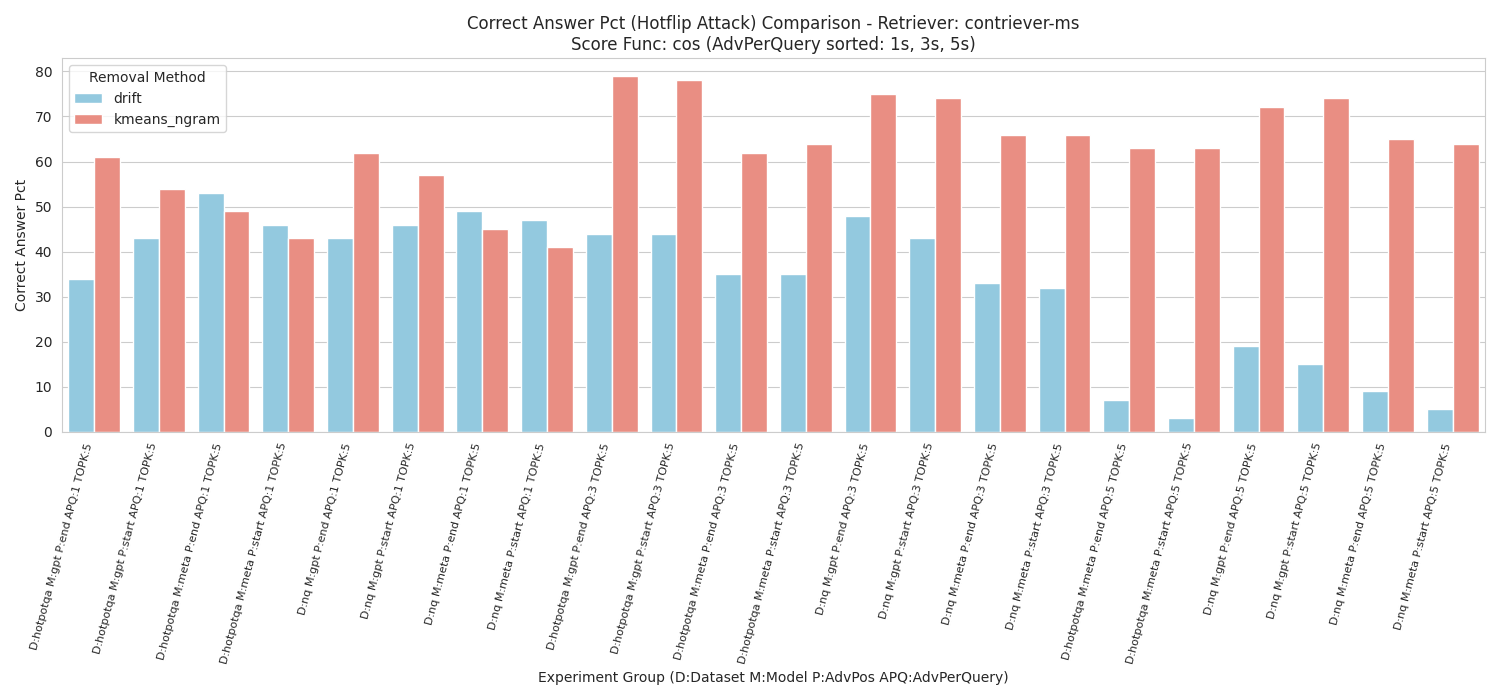 Correct Answer Pct (Hotflip Attack) Comparison - Retriever: contriever-ms
Score Func: cos (AdvPerQuery sorted: 1s, 3s, 5s)
Removal Method
drift
kmeans_ngram
Correct Answer Pct
80
70
60
50
40
30
20
10
0
D:hotpotqa M:gpt P:end APQ:1 TOPK:5
D:hotpotqa M:gpt P:start APQ:1 TOPK:5
D:hotpotqa M:meta P:end APQ:1 TOPK:5
D:hotpotqa M:meta P:start APQ:1 TOPK:5
D:nq M:gpt P:end APQ:1 TOPK:5
D:nq M:gpt P:start APQ:1 TOPK:5
D:nq M:meta P:end APQ:1 TOPK:5
D:nq M:meta P:start APQ:1 TOPK:5
D:hotpotqa M:gpt P:end APQ:3 TOPK:5
D:hotpotqa M:gpt P:start APQ:3 TOPK:5
D:hotpotqa M:meta P:end APQ:3 TOPK:5
D:hotpotqa M:meta P:start APQ:3 TOPK:5
D:nq M:gpt P:end APQ:3 TOPK:5
D:nq M:gpt P:start APQ:3 TOPK:5
D:nq M:meta P:end APQ:3 TOPK:5
D:nq M:meta P:start APQ:3 TOPK:5
D:hotpotqa M:meta P:end APQ:5 TOPK:5
D:hotpotqa M:meta P:start APQ:5 TOPK:5
D:nq M:gpt P:end APQ:5 TOPK:5
D:nq M:gpt P:start APQ:5 TOPK:5
D:nq M:meta P:end APQ:5 TOPK:5
D:nq M:meta P:start APQ:5 TOPK:5
Experiment Group (D:Dataset M:Model P:AdvPos APQ:AdvPerQuery)